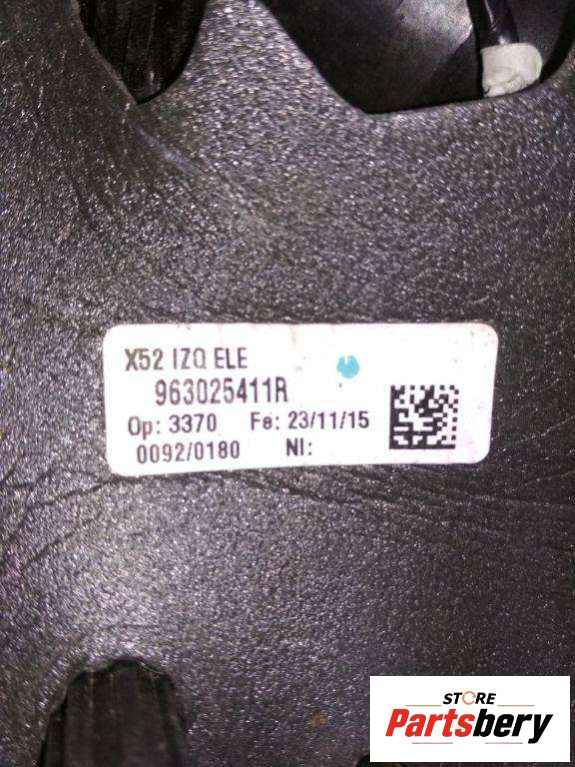 X52 IZQ ELE
963025411R
Op: 3370 Fe: 23/11/15
0092/0180 NI:
STORE
Partsbery